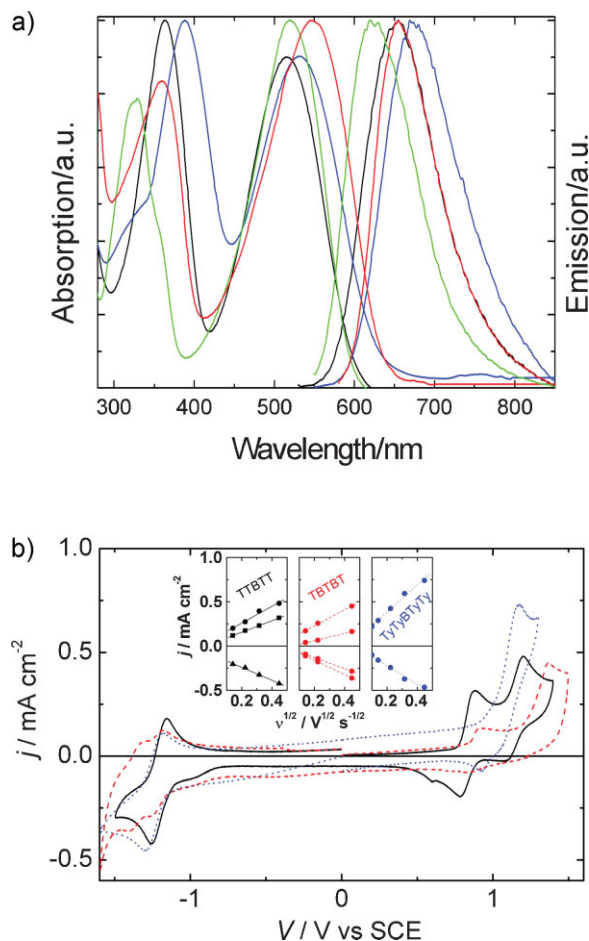 a)
Absorption/a.u.
Emission/a.u.
300 400 500 600 700 800
Wavelength/nm
b)
1.0
0.5
0.0
-0.5
j / mA cm-2
1.0
0.5
0.0
-0.5
j / mA cm-2
TTBTT
TBTBT
TyTyBTyTy
0.2 0.4 0.2 0.4 0.2 0.4
ν1/2 / V1/2 s-1/2
-1 0 1
V / V vs SCE